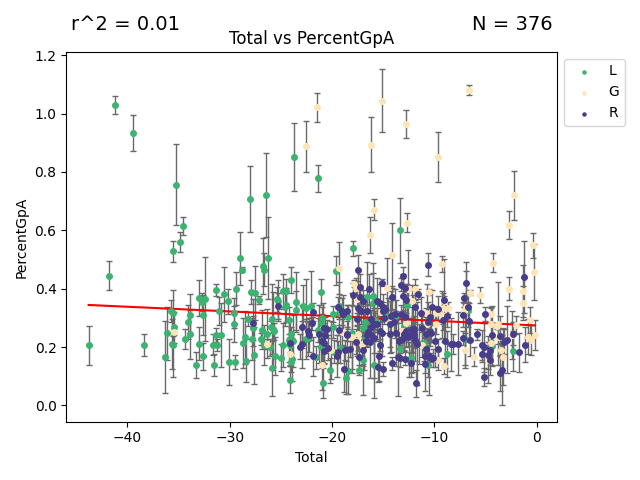 r^2 = 0.01
N = 376
Total vs PercentGpA
L
G
R
1.2
1.0
0.8
0.6
0.4
0.2
0.0
PercentGpA
−40
−30
−20
−10
0
Total